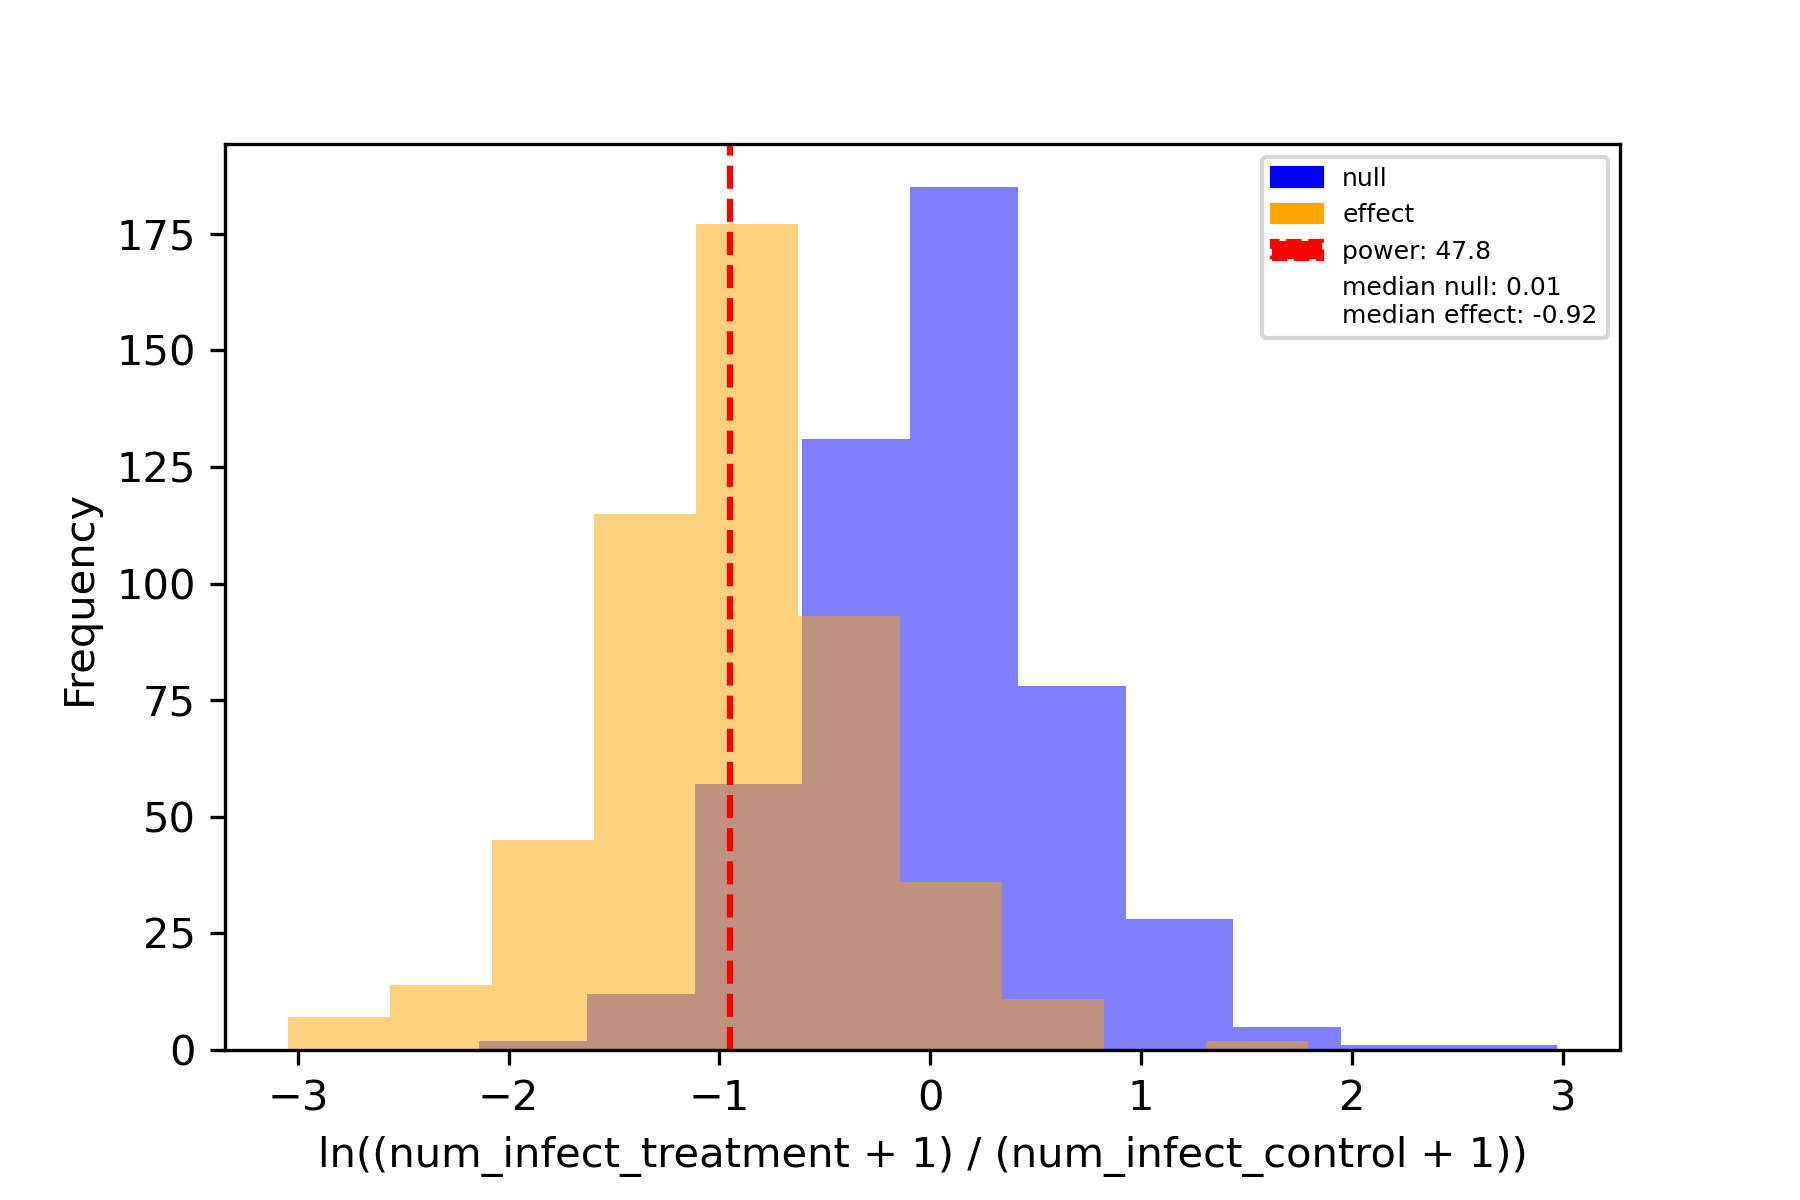 null
effect
power: 47.8
median null: 0.01
median effect: -0.92
175
150
125
100
75
50
25
0
Frequency
−3 −2 −1 0 1 2 3
ln((num_infect_treatment + 1) / (num_infect_control + 1))